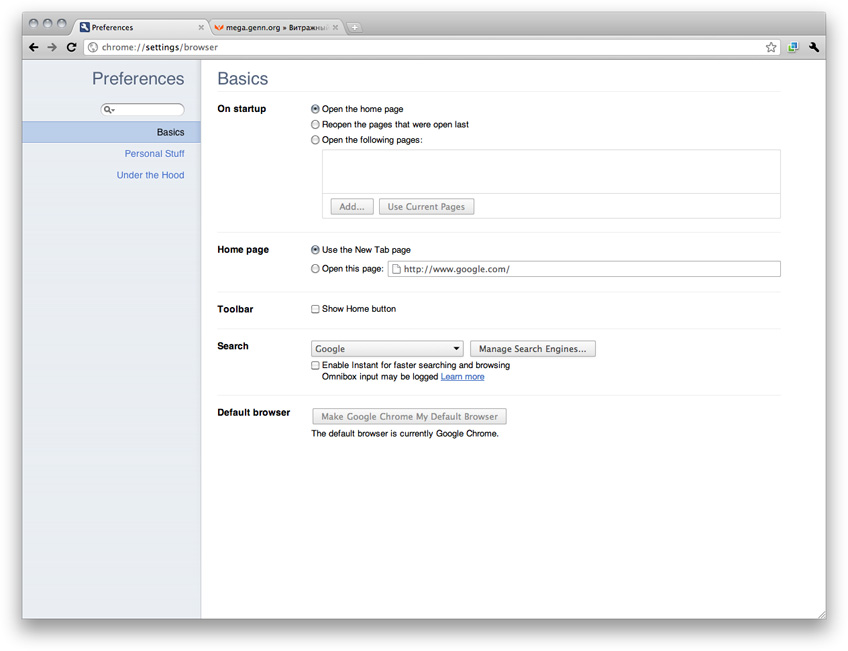 Preferences
mega.genn.org » Витражный
chrome://settings/browser
Preferences
Basics
Personal Stuff
Under the Hood
Basics
On startup
Open the home page
Reopen the pages that were open last
Open the following pages:
Add...
Use Current Pages
Home page
Use the New Tab page
Open this page:
http://www.google.com/
Toolbar
Show Home button
Search
Google
Manage Search Engines...
Enable Instant for faster searching and browsing
Omnibox input may be logged Learn more
Default browser
Make Google Chrome My Default Browser
The default browser is currently Google Chrome.